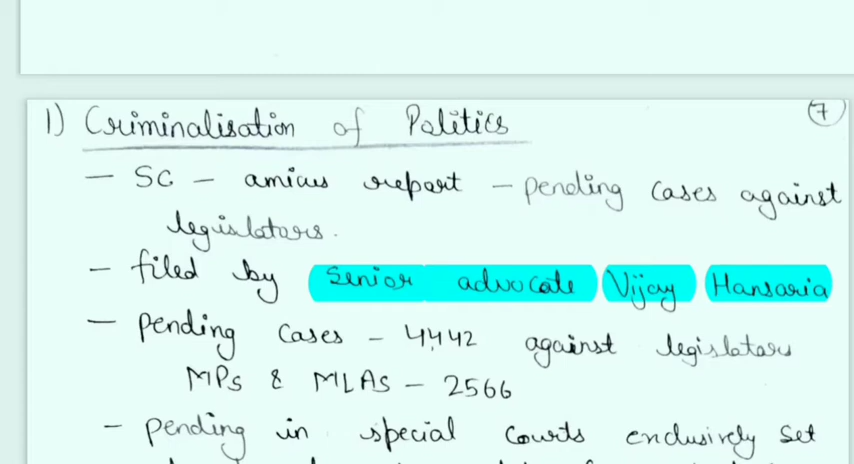 1) Criminalisation of Politics 7
- SC - amicus report - pending cases against
legislators.
- filed by Senior advocate Vijay Hansaria
- pending cases - 4442 against legislators
MPs & MLAs - 2566
- pending in special Courts exclusively set